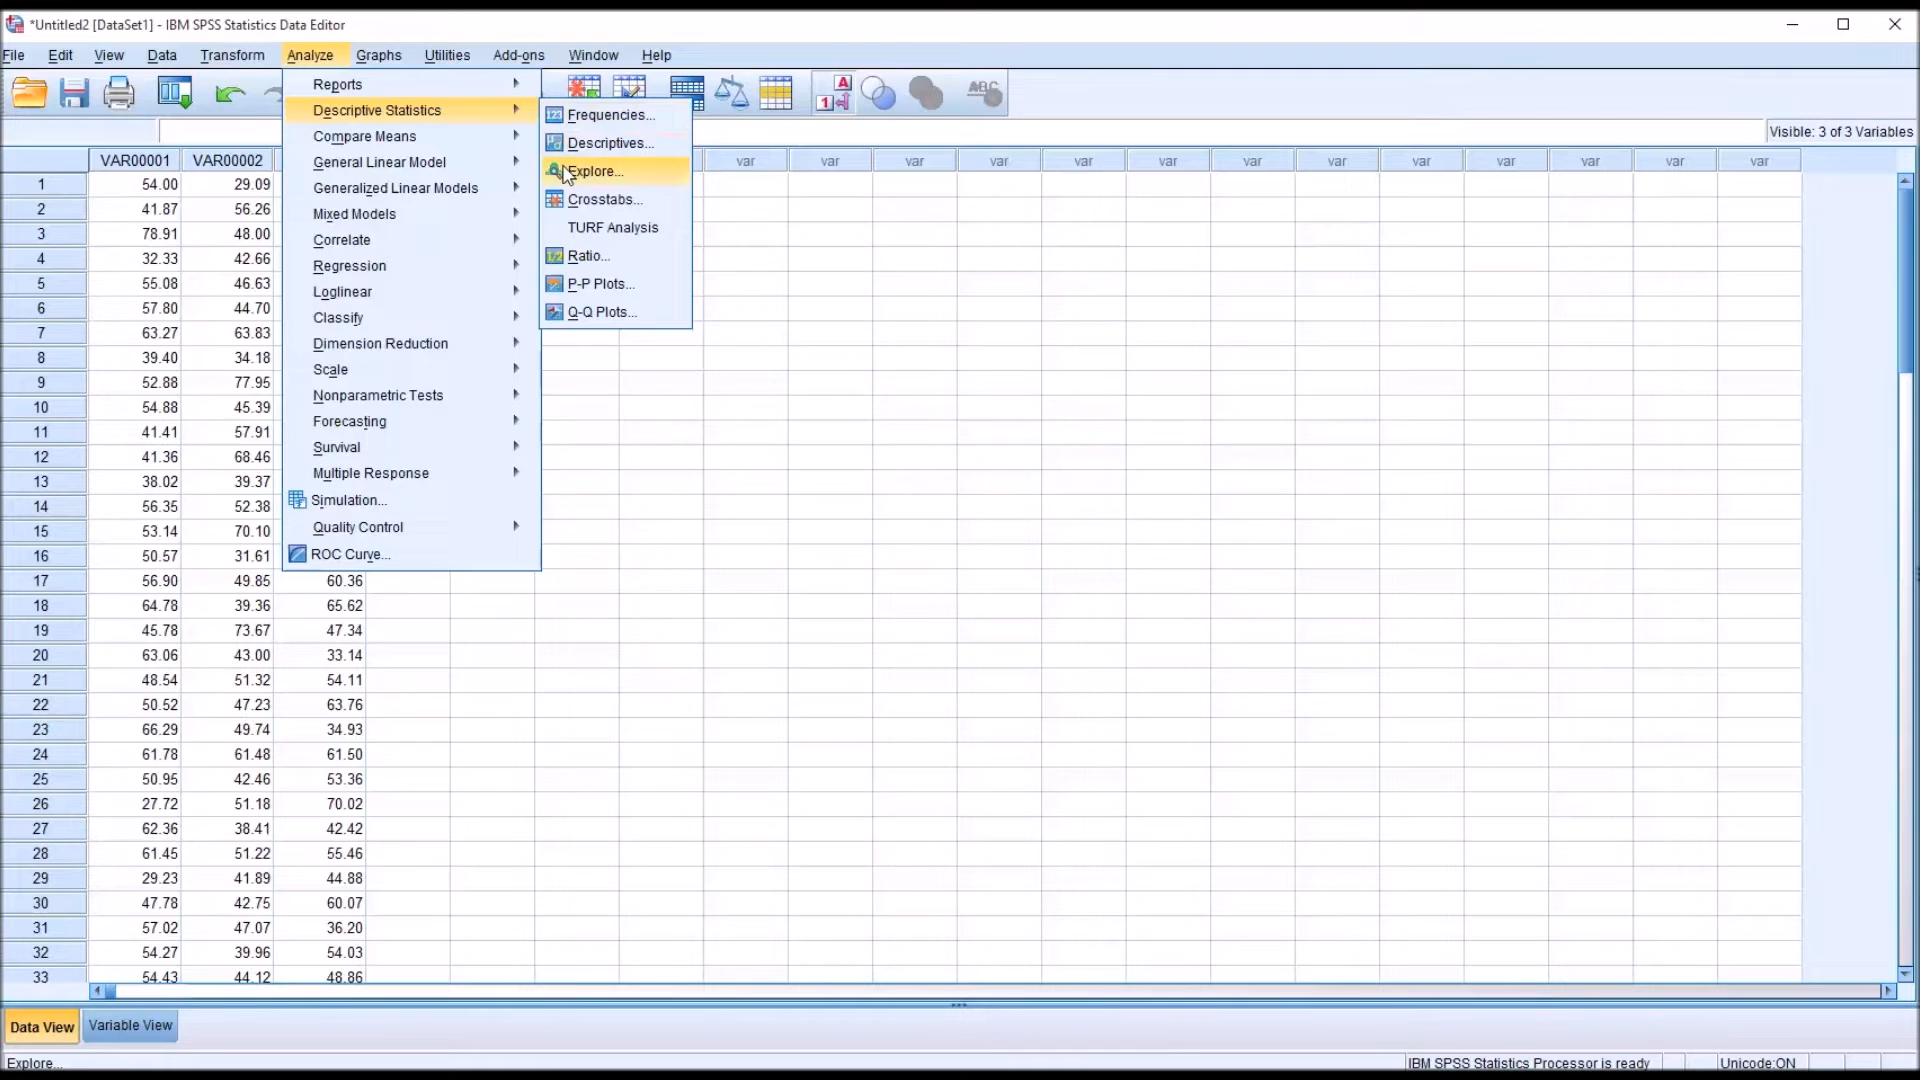 *Untitled2 [DataSet1] - IBM SPSS Statistics Data Editor
File Edit View Data Transform Analyze Graphs Utilities Add-ons Window Help
Reports
Descriptive Statistics
Compare Means
General Linear Model
Generalized Linear Models
Mixed Models
Correlate
Regression
Loglinear
Classify
Dimension Reduction
Scale
Nonparametric Tests
Forecasting
Survival
Multiple Response
Simulation...
Quality Control
ROC Curve...
Frequencies...
Descriptives...
Explore...
Crosstabs...
TURF Analysis
Ratio...
P-P Plots...
Q-Q Plots...
Visible: 3 of 3 Variables
VAR00001 VAR00002 var var var var var var var var var var var var var
1 54.00 29.09
2 41.87 56.26
3 78.91 48.00
4 32.33 42.66
5 55.08 46.63
6 57.80 44.70
7 63.27 63.83
8 39.40 34.18
9 52.88 77.95
10 54.88 45.39
11 41.41 57.91
12 41.36 68.46
13 38.02 39.37
14 56.35 52.38
15 53.14 70.10
16 50.57 31.61
17 56.90 49.85 60.36
18 64.78 39.36 65.62
19 45.78 73.67 47.34
20 63.06 43.00 33.14
21 48.54 51.32 54.11
22 50.52 47.23 63.76
23 66.29 49.74 34.93
24 61.78 61.48 61.50
25 50.95 42.46 53.36
26 27.72 51.18 70.02
27 62.36 38.41 42.42
28 61.45 51.22 55.46
29 29.23 41.89 44.88
30 47.78 42.75 60.07
31 57.02 47.07 36.20
32 54.27 39.96 54.03
33 54.43 44.12 48.86
Data View Variable View
Explore... IBM SPSS Statistics Processor is ready Unicode:ON